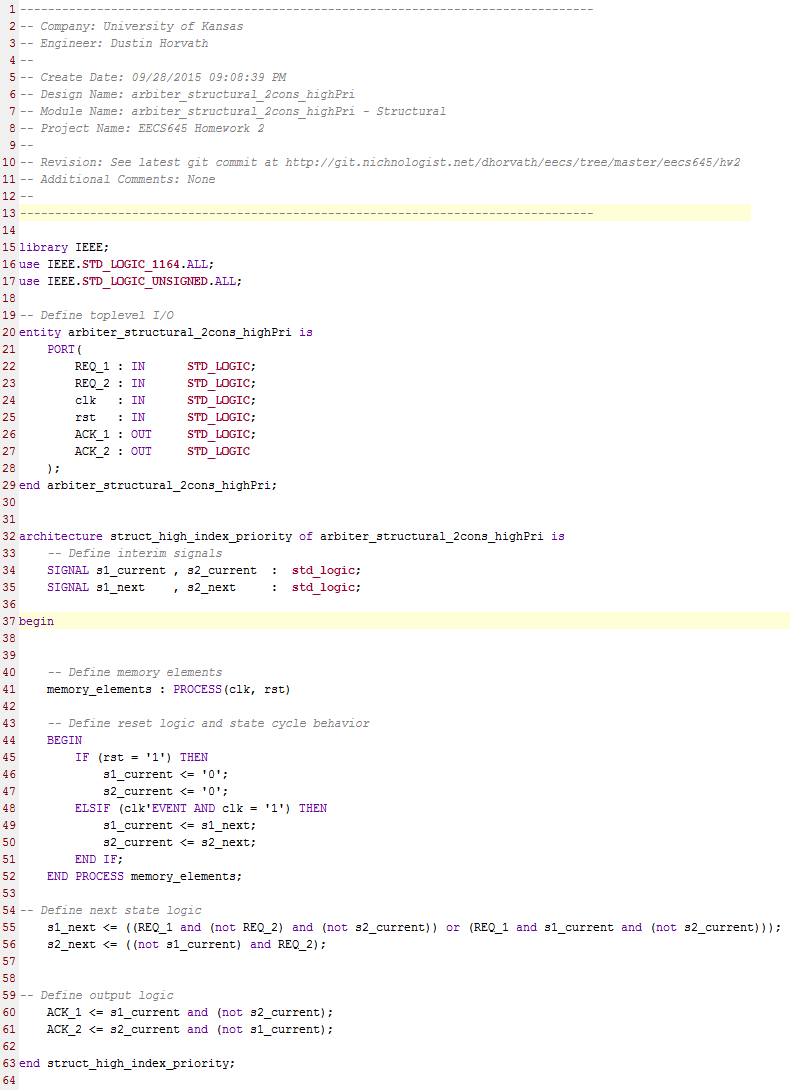 1 ----------------------------------------------------------------------------------
2 -- Company: University of Kansas
3 -- Engineer: Dustin Horvath
4 --
5 -- Create Date: 09/28/2015 09:08:39 PM
6 -- Design Name: arbiter_structural_2cons_highPri
7 -- Module Name: arbiter_structural_2cons_highPri - Structural
8 -- Project Name: EECS645 Homework 2
9 --
10 -- Revision: See latest git commit at http://git.nichnologist.net/dhorvath/eecs/tree/master/eecs645/hw2
11 -- Additional Comments: None
12 --
13 ----------------------------------------------------------------------------------
14
15 library IEEE;
16 use IEEE.STD_LOGIC_1164.ALL;
17 use IEEE.STD_LOGIC_UNSIGNED.ALL;
18
19 -- Define toplevel I/O
20 entity arbiter_structural_2cons_highPri is
21     PORT(
22         REQ_1 : IN      STD_LOGIC;
23         REQ_2 : IN      STD_LOGIC;
24         clk   : IN      STD_LOGIC;
25         rst   : IN      STD_LOGIC;
26         ACK_1 : OUT     STD_LOGIC;
27         ACK_2 : OUT     STD_LOGIC
28     );
29 end arbiter_structural_2cons_highPri;
30
31
32 architecture struct_high_index_priority of arbiter_structural_2cons_highPri is
33     -- Define interim signals
34     SIGNAL s1_current , s2_current  :  std_logic;
35     SIGNAL s1_next    , s2_next     :  std_logic;
36
37 begin
38
39
40     -- Define memory elements
41     memory_elements : PROCESS(clk, rst)
42
43     -- Define reset logic and state cycle behavior
44     BEGIN
45         IF (rst = '1') THEN
46             s1_current <= '0';
47             s2_current <= '0';
48         ELSIF (clk'EVENT AND clk = '1') THEN
49             s1_current <= s1_next;
50             s2_current <= s2_next;
51         END IF;
52     END PROCESS memory_elements;
53
54 -- Define next state logic
55     s1_next <= ((REQ_1 and (not REQ_2) and (not s2_current)) or (REQ_1 and s1_current and (not s2_current)));
56     s2_next <= ((not s1_current) and REQ_2);
57
58
59 -- Define output logic
60     ACK_1 <= s1_current and (not s2_current);
61     ACK_2 <= s2_current and (not s1_current);
62
63 end struct_high_index_priority;
64